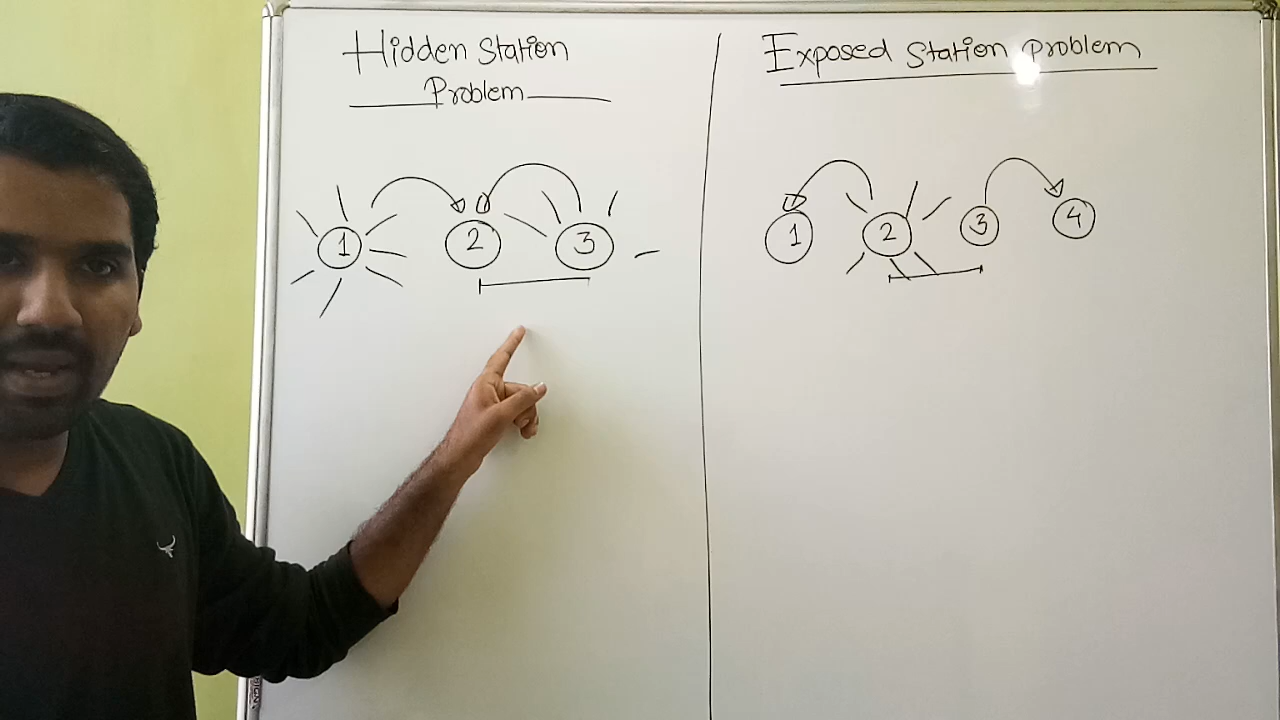 Hidden Station
Problem
1 2 3
Exposed Station Problem
1 2 3 4